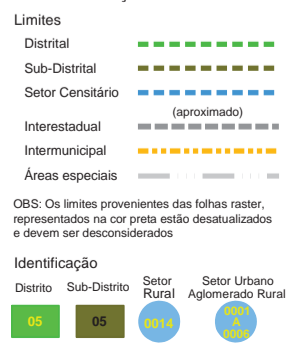 Limites
Distrital
Sub-Distrital
Setor Censitário
(aproximado)
Interestadual
Intermunicipal
Áreas especiais
OBS: Os limites provenientes das folhas raster,
representados na cor preta estão desatualizados
e devem ser desconsiderados
Identificação
Distrito
Sub-Distrito
Setor
Rural
Setor Urbano
Aglomerado Rural
05
05
0014
0001
A
0006